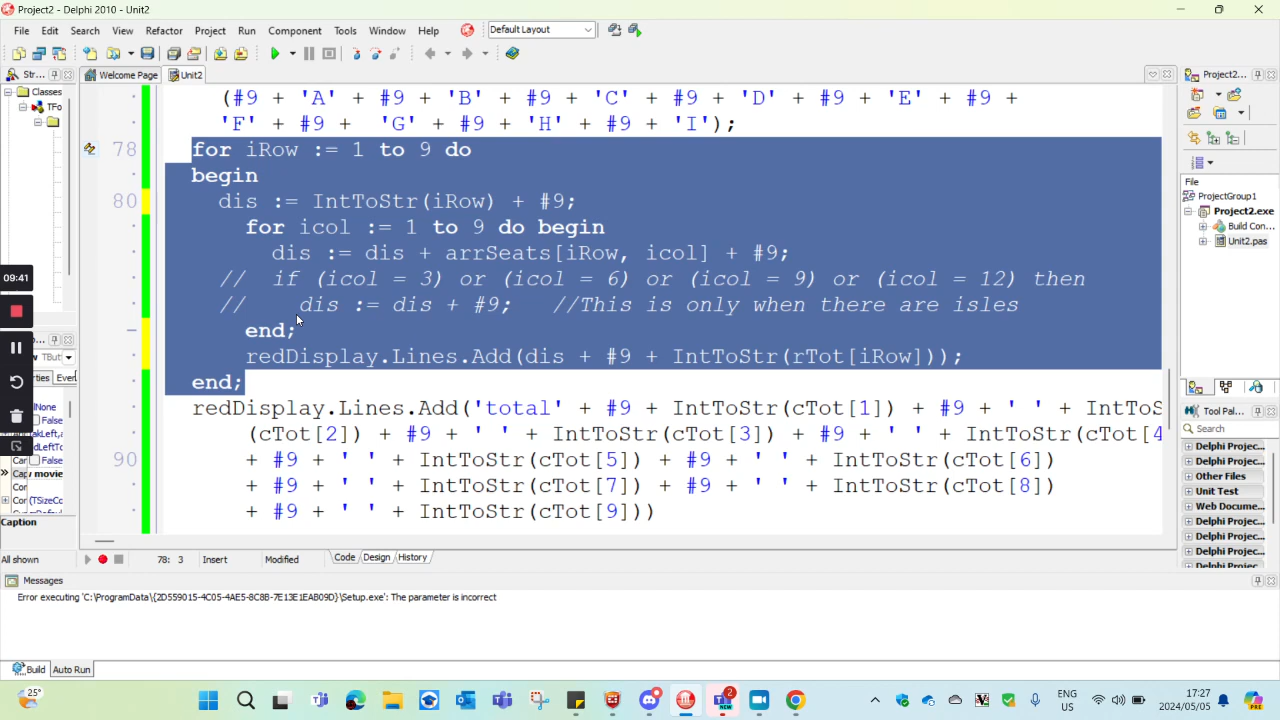 Project2 - Delphi 2010 - Unit2
File Edit Search View Refactor Project Run Component Tools Window Help
Default Layout
Str...
Welcome Page
Unit2
Project2...
Classes
TFo
(#9 + 'A' + #9 + 'B' + #9 + 'C' + #9 + 'D' + #9 + 'E' + #9 +
'F' + #9 +  'G' + #9 + 'H' + #9 + 'I');
78 for iRow := 1 to 9 do
begin
80 dis := IntToStr(iRow) + #9;
for icol := 1 to 9 do begin
dis := dis + arrSeats[iRow, icol] + #9;
//  if (icol = 3) or (icol = 6) or (icol = 9) or (icol = 12) then
//    dis := dis + #9;   //This is only when there are isles
end;
redDisplay.Lines.Add(dis + #9 + IntToStr(rTot[iRow]));
end;
redDisplay.Lines.Add('total' + #9 + IntToStr(cTot[1]) + #9 + ' ' + IntToS
(cTot[2]) + #9 + ' ' + IntToStr(cTot[3]) + #9 + ' ' + IntToStr(cTot[4
90 + #9 + ' ' + IntToStr(cTot[5]) + #9 + ' ' + IntToStr(cTot[6])
+ #9 + ' ' + IntToStr(cTot[7]) + #9 + ' ' + IntToStr(cTot[8])
+ #9 + ' ' + IntToStr(cTot[9]))
09:41
File
ProjectGroup1
Project2.exe
Build Con...
Unit2.pas
Tool Pal...
Search
Delphi Projec...
Delphi Projec...
Other Files
Unit Test
Web Docume...
Delphi Projec...
Delphi Projec...
Delphi Projec...
Delphi Projec
Caption
All shown
78: 3
Insert
Modified
Code Design History
Messages
Error executing 'C:\ProgramData\{2D559015-4C05-4AE5-8C8B-7E13E1EAB09D}\Setup.exe': The parameter is incorrect
Build Auto Run
25°
2
NEW
ENG
US
17:27
2024/05/05
PRE